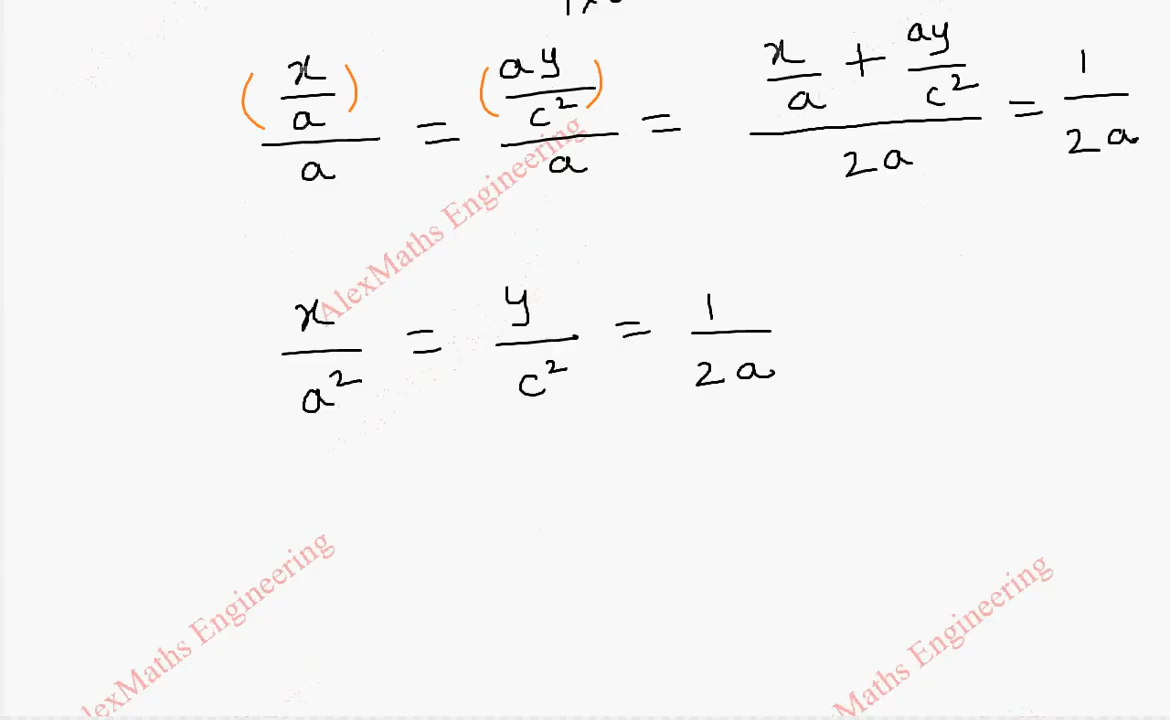 (x/a)/a = (ay/c²)/a = (x/a + ay/c²)/2a = 1/2a
x/a² = y/c² = 1/2a
AlexMaths Engineering
AlexMaths Engineering
Maths Engineering